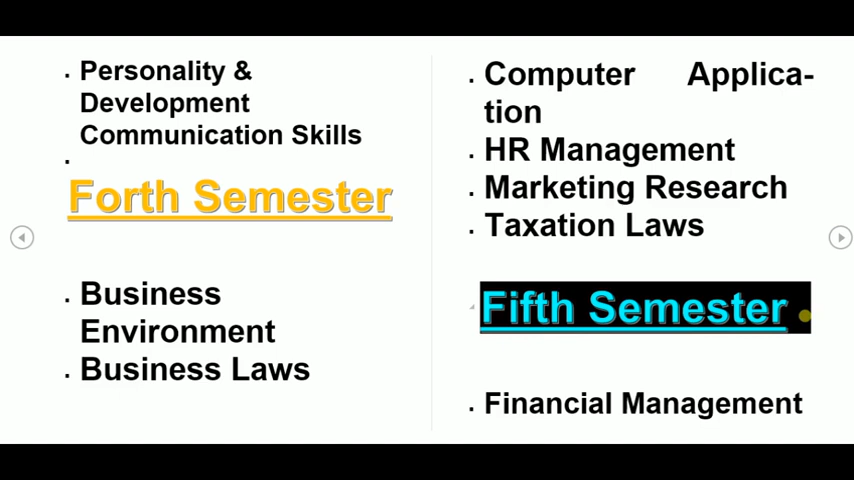 Personality &
Development
Communication Skills
Forth Semester
Business
Environment
Business Laws
Computer Applica-
tion
HR Management
Marketing Research
Taxation Laws
Fifth Semester
Financial Management